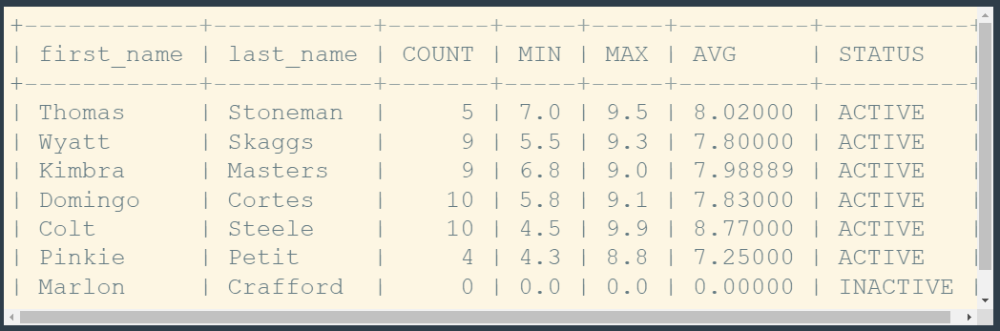 +------------+-----------+-------+-----+-----+---------+----------+
| first_name | last_name | COUNT | MIN | MAX | AVG     | STATUS   |
+------------+-----------+-------+-----+-----+---------+----------+
| Thomas     | Stoneman  |     5 | 7.0 | 9.5 | 8.02000 | ACTIVE   |
| Wyatt      | Skaggs    |     9 | 5.5 | 9.3 | 7.80000 | ACTIVE   |
| Kimbra     | Masters   |     9 | 6.8 | 9.0 | 7.98889 | ACTIVE   |
| Domingo    | Cortes    |    10 | 5.8 | 9.1 | 7.83000 | ACTIVE   |
| Colt       | Steele    |    10 | 4.5 | 9.9 | 8.77000 | ACTIVE   |
| Pinkie     | Petit     |     4 | 4.3 | 8.8 | 7.25000 | ACTIVE   |
| Marlon     | Crafford  |     0 | 0.0 | 0.0 | 0.00000 | INACTIVE |